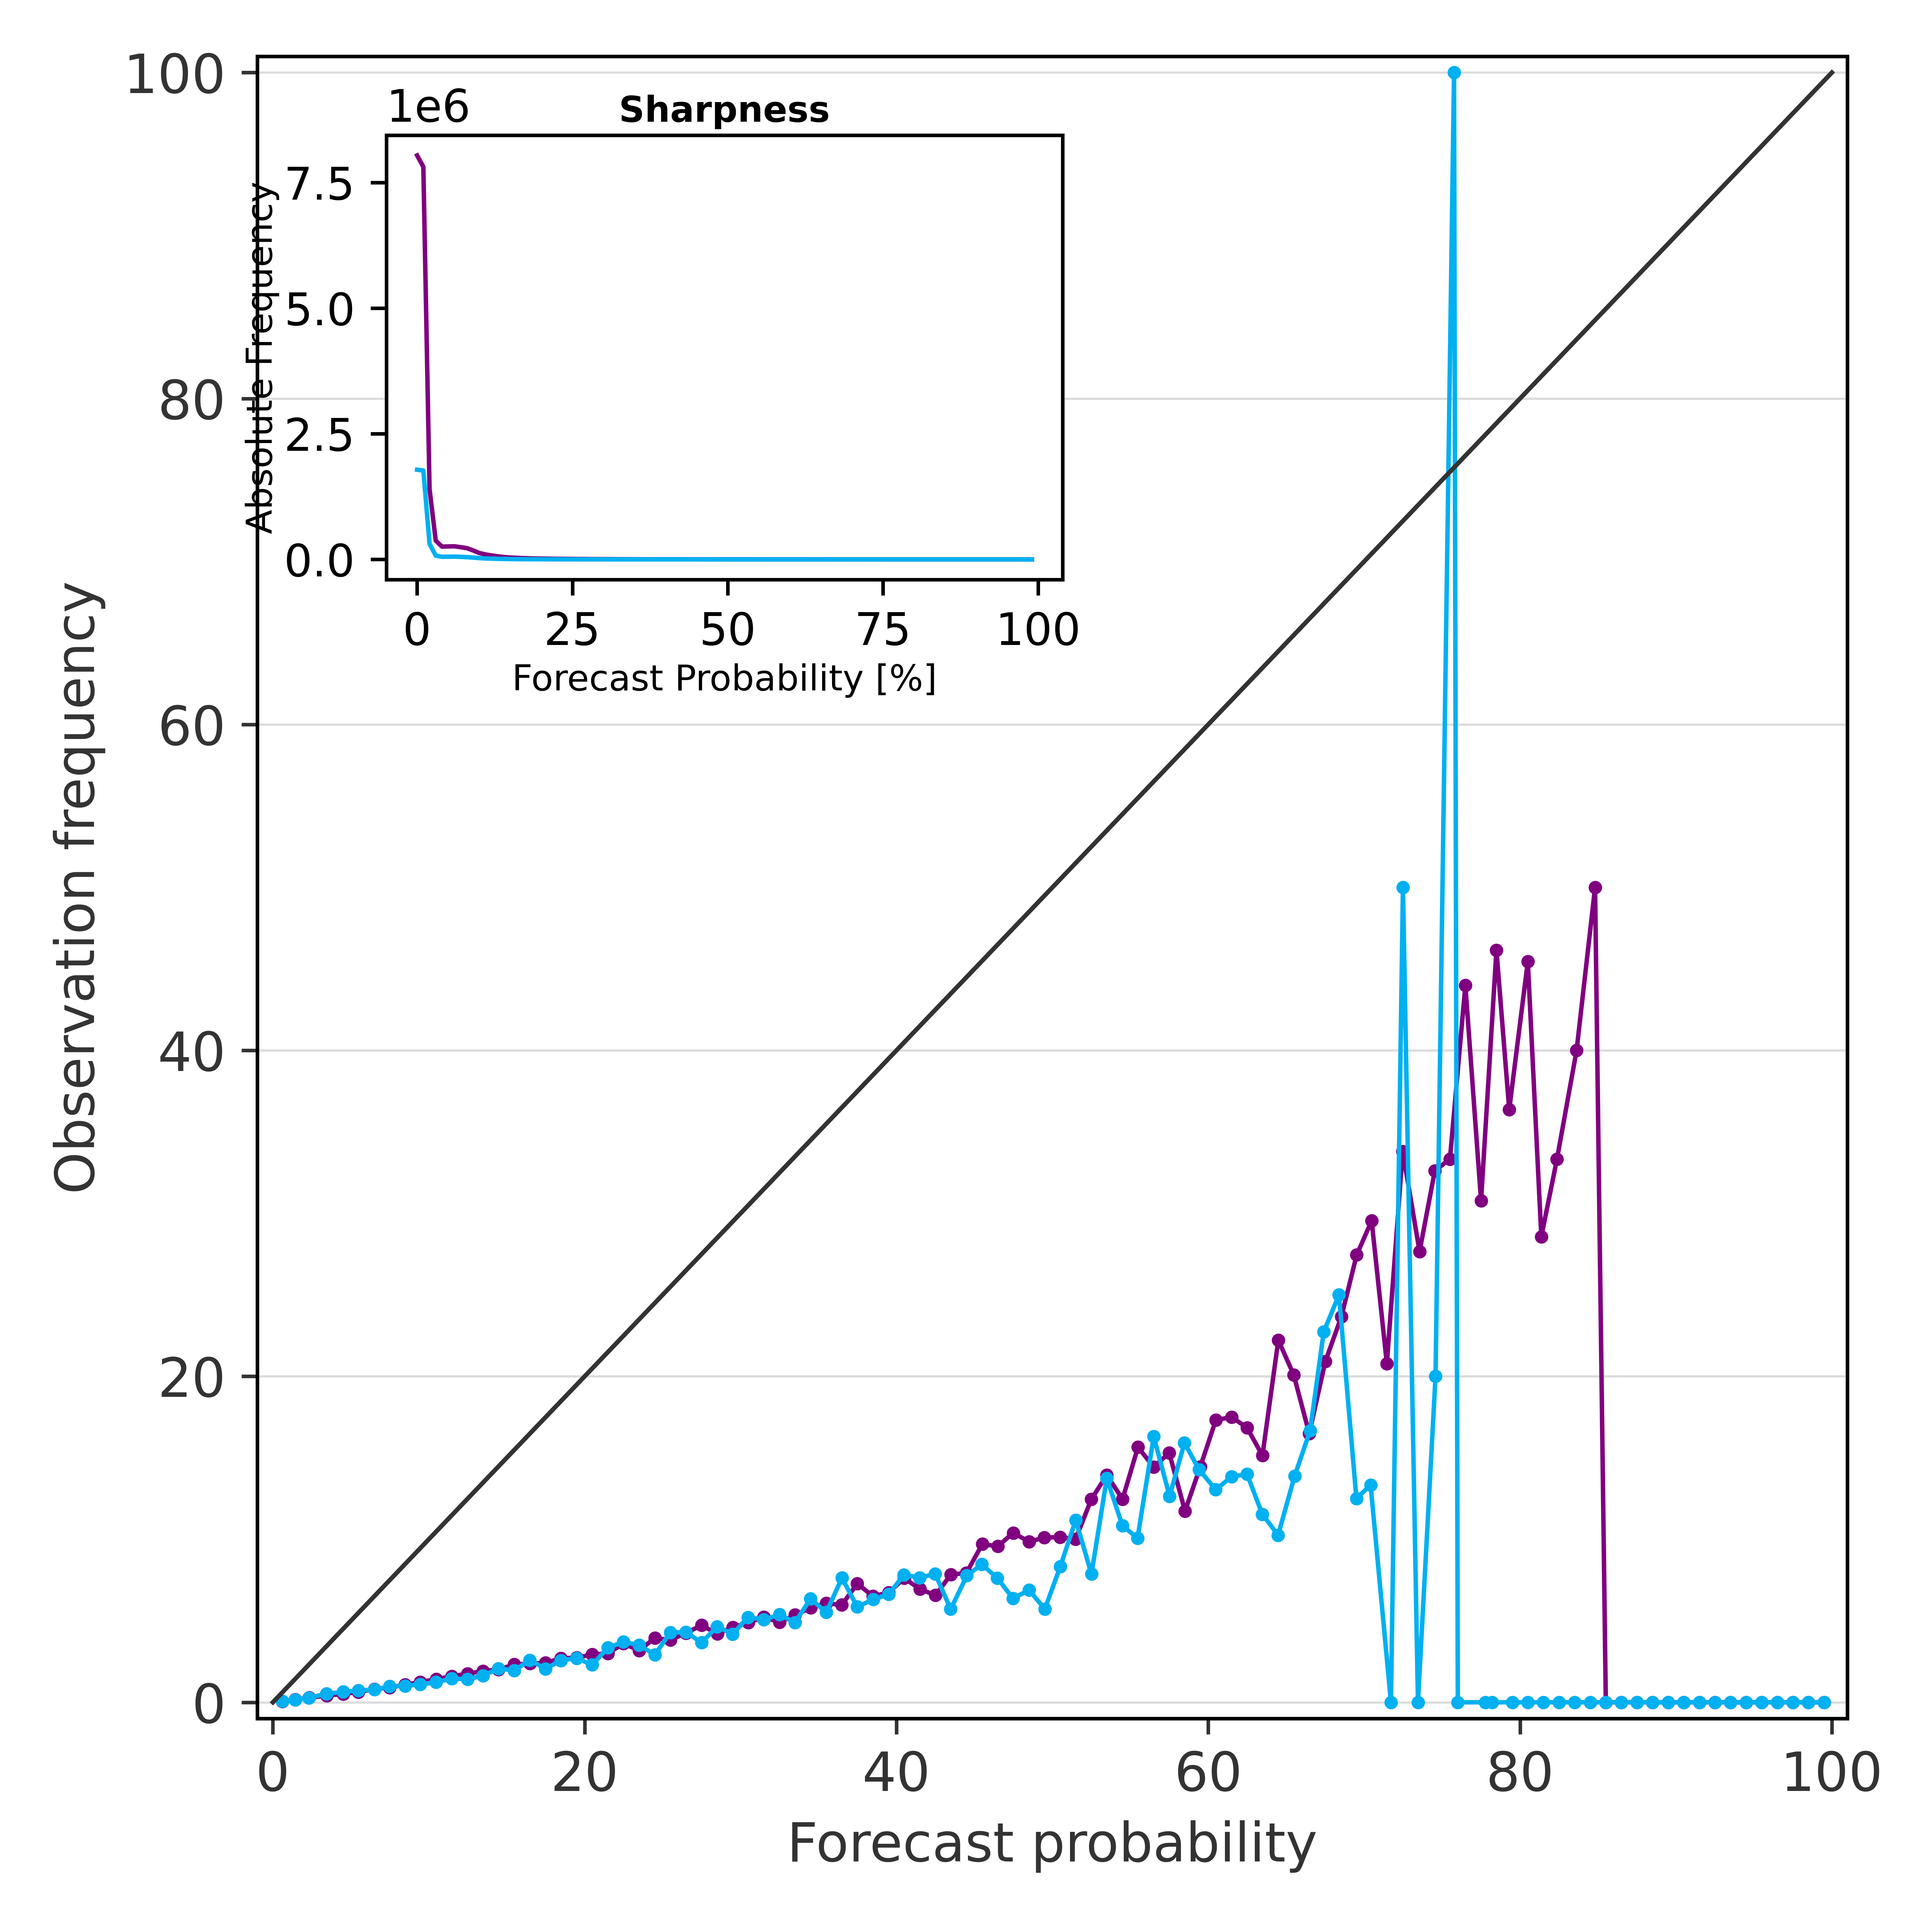 100
80
60
40
20
0
Observation frequency
1e6
Sharpness
7.5
5.0
2.5
0.0
Absolute Frequency
0 25 50 75 100
Forecast Probability [%]
0 20 40 60 80 100
Forecast probability